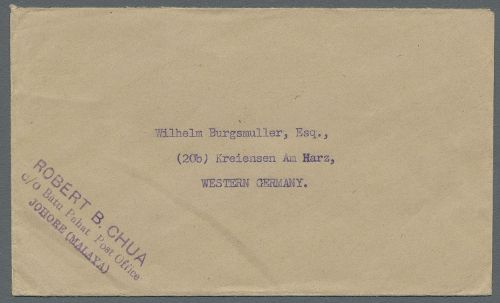 Wilhelm Burgsmuller, Esq.,
(20b) Kreiensen Am Harz,
WESTERN GERMANY.
ROBERT B. CHUA
c/o Batu Pahat Post Office
JOHORE (MALAYA)